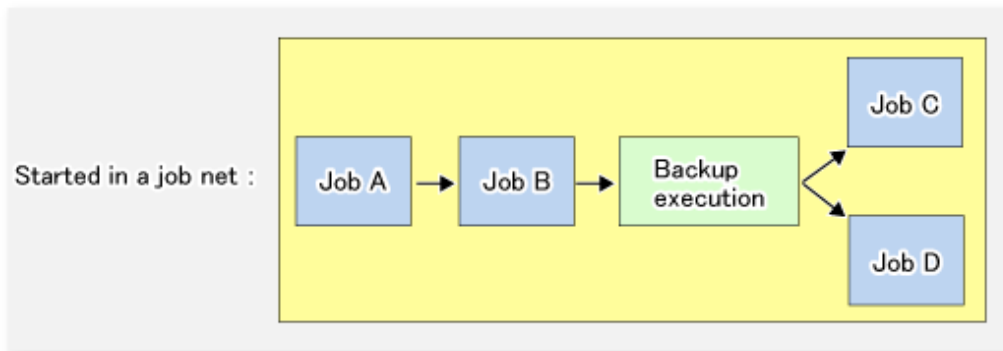 Started in a job net :
Job A
Job B
Backup
execution
Job C
Job D